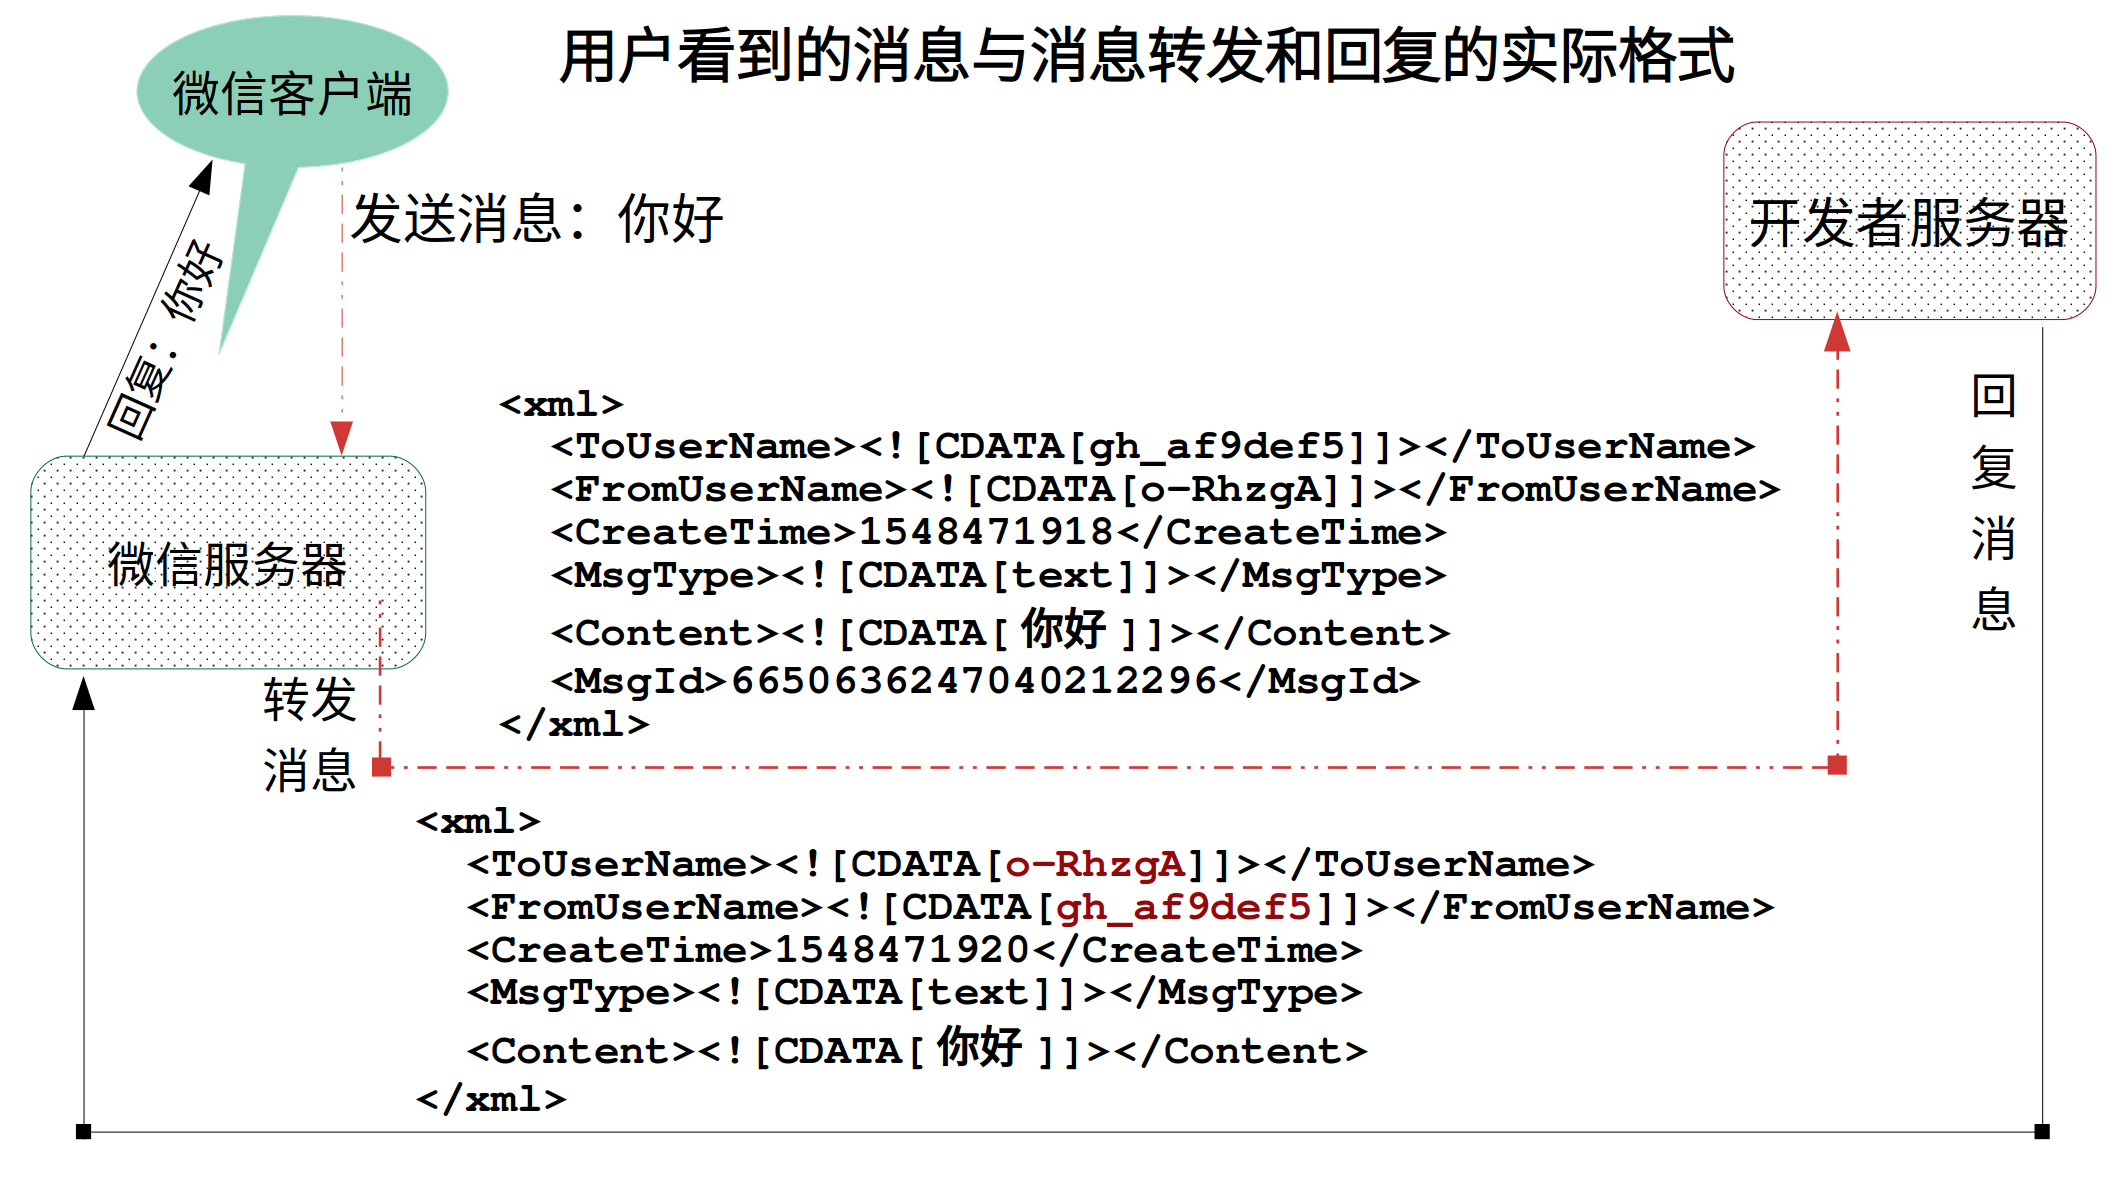 用户看到的消息与消息转发和回复的实际格式
微信客户端
发送消息：你好
回复：你好
开发者服务器
微信服务器
<xml>
<ToUserName><![CDATA[gh_af9def5]]></ToUserName>
<FromUserName><![CDATA[o-RhzgA]]></FromUserName>
<CreateTime>1548471918</CreateTime>
<MsgType><![CDATA[text]]></MsgType>
<Content><![CDATA[你好]]></Content>
<MsgId>6650636247040212296</MsgId>
</xml>
回
复
消
息
转发
消息
<xml>
<ToUserName><![CDATA[o-RhzgA]]></ToUserName>
<FromUserName><![CDATA[gh_af9def5]]></FromUserName>
<CreateTime>1548471920</CreateTime>
<MsgType><![CDATA[text]]></MsgType>
<Content><![CDATA[你好]]></Content>
</xml>